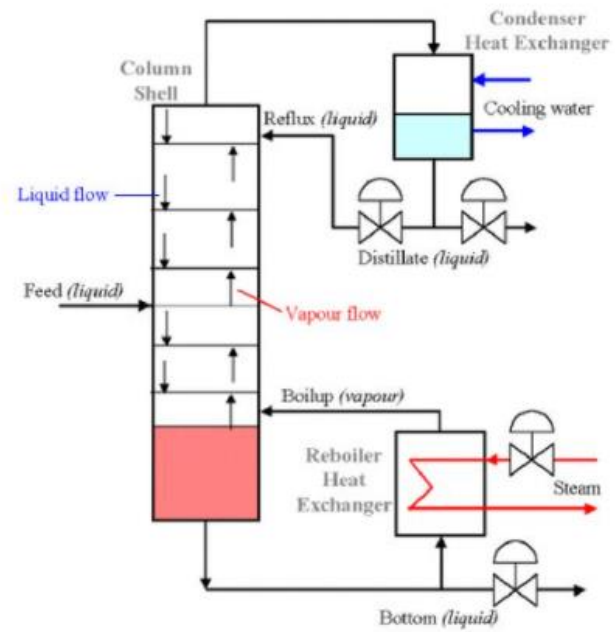 Condenser
Heat Exchanger
Column
Shell
Reflux (liquid)
Cooling water
Liquid flow
Distillate (liquid)
Feed (liquid)
Vapour flow
Boilup (vapour)
Reboiler
Heat
Exchanger
Steam
Bottom (liquid)